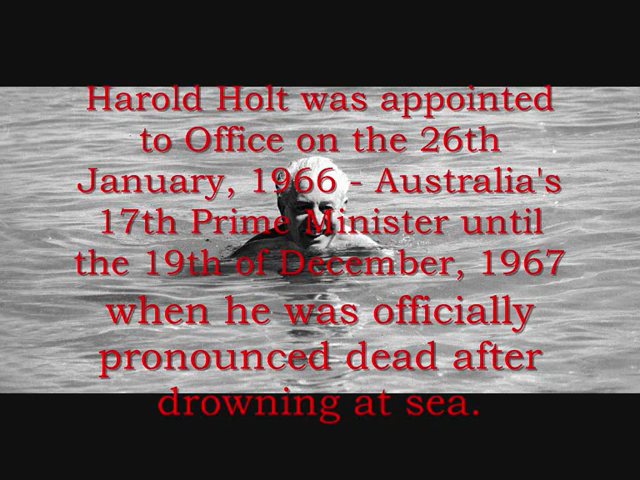 Harold Holt was appointed
to Office on the 26th
January, 1966 - Australia's
17th Prime Minister until
the 19th of December, 1967
when he was officially
pronounced dead after
drowning at sea.